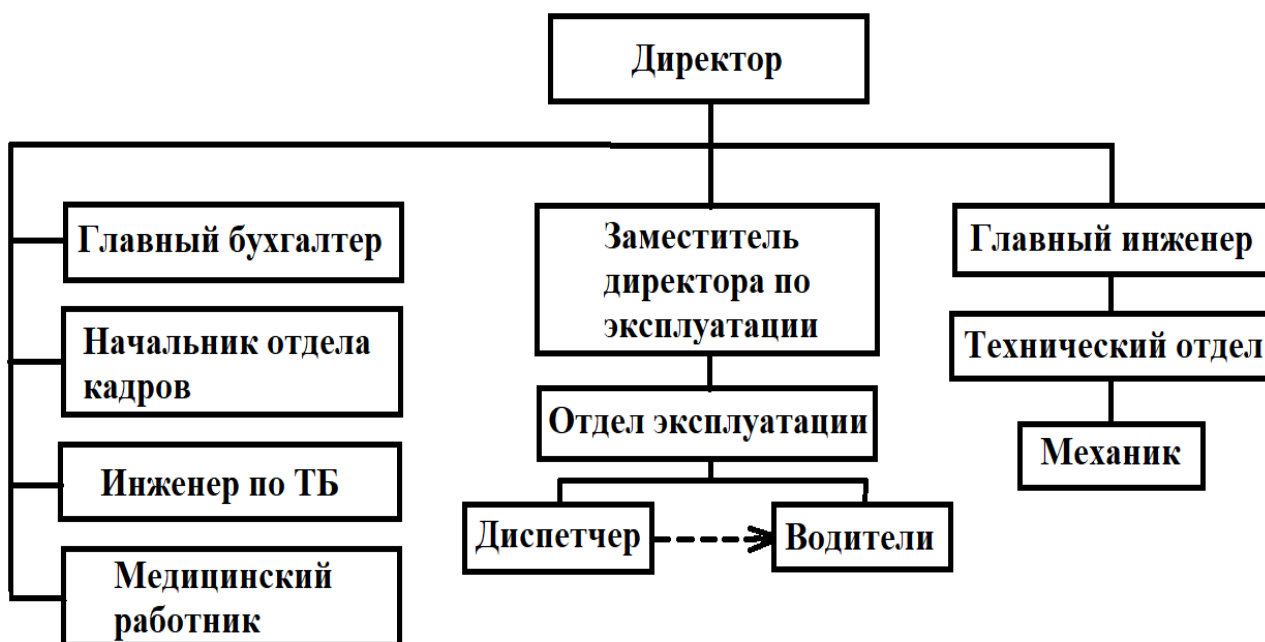 Директор
Главный бухгалтер
Начальник отдела
кадров
Инженер по ТБ
Медицинский
работник
Заместитель
директора по
эксплуатации
Отдел эксплуатации
Диспетчер
Водители
Главный инженер
Технический отдел
Механик